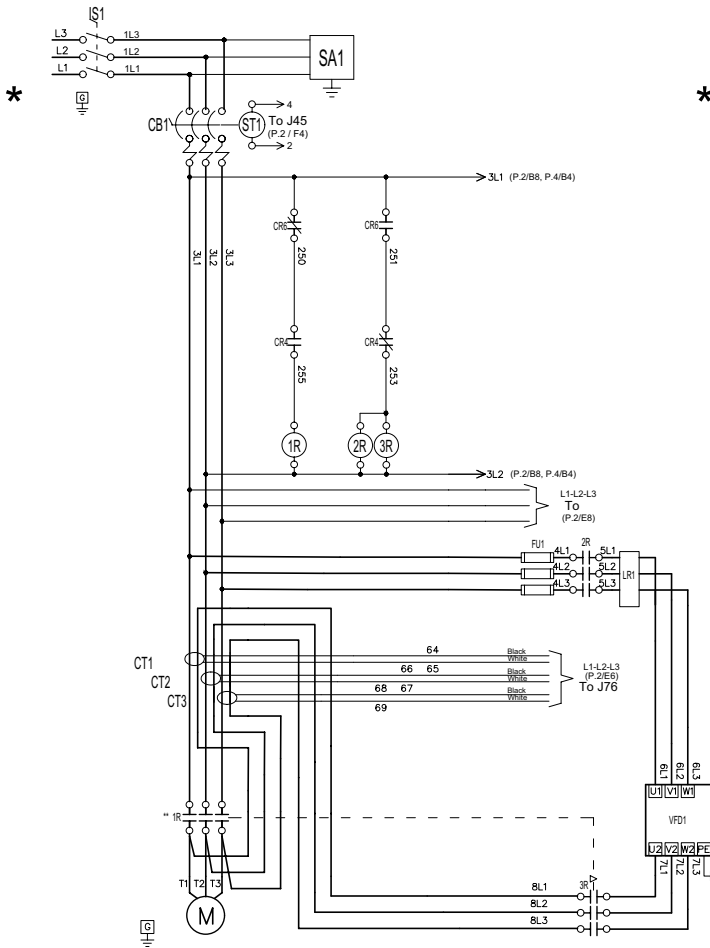 IS1
L3 1L3
L2 1L2
L1 1L1
SA1
* *
G
CB1 ST1 4
To J45
(P.2 / F4)
2
3L1 (P.2/B8, P.4/B4)
CR6 CR6
3L1 3L2 3L3 250 251
CR4 CR4
255 253
1R 2R 3R
3L2 (P.2/B8, P.4/B4)
L1-L2-L3
To
(P.2/E8)
FU1 2R
4L1 5L1
4L2 5L2 LR1
4L3 5L3
CT1 64 Black
White
CT2 66 65 Black
White
CT3 68 67 Black
White
69
L1-L2-L3
(P.2/E6)
To J76
6L1 6L2 6L3
U1 V1 W1
** 1R
VFD1
U2 V2 W2 PE
7L1 7L2 7L3
T1 T2 T3
3R
8L1
8L2
8L3
M
G